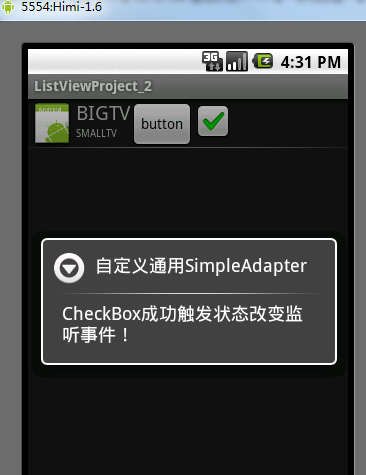 5554:Himi-1.6
3G
4:31 PM
ListViewProject_2
BIGTV
SMALLTV
button
自定义通用SimpleAdapter
CheckBox成功触发状态改变监
听事件！